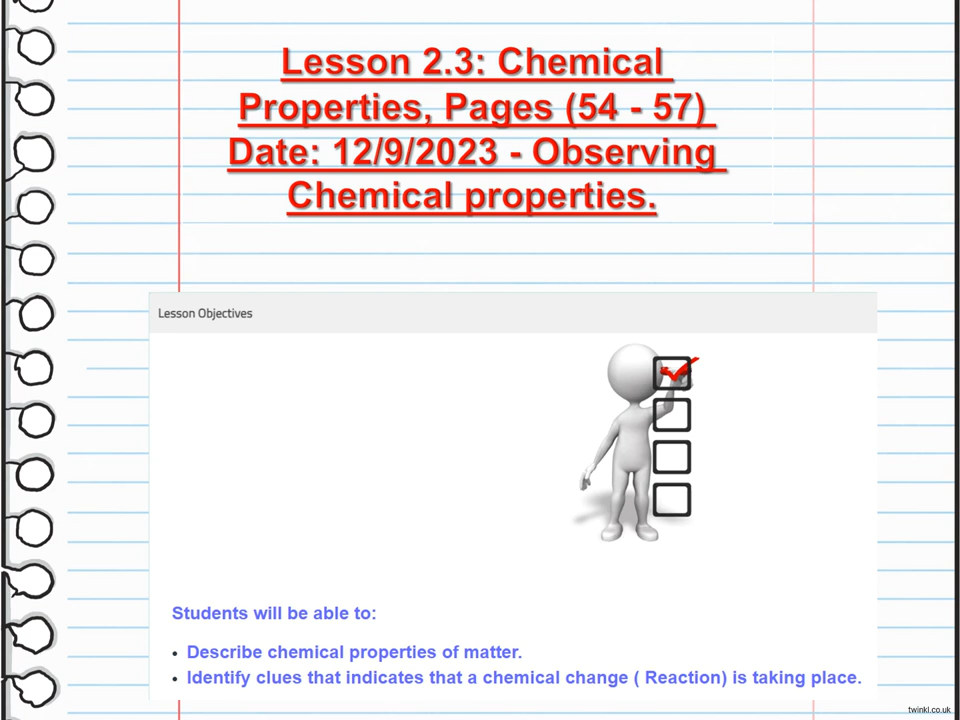 Lesson 2.3: Chemical
Properties, Pages (54 - 57)
Date: 12/9/2023 - Observing
Chemical properties.
Lesson Objectives
Students will be able to:
• Describe chemical properties of matter.
• Identify clues that indicates that a chemical change ( Reaction) is taking place.
twinkl.co.uk